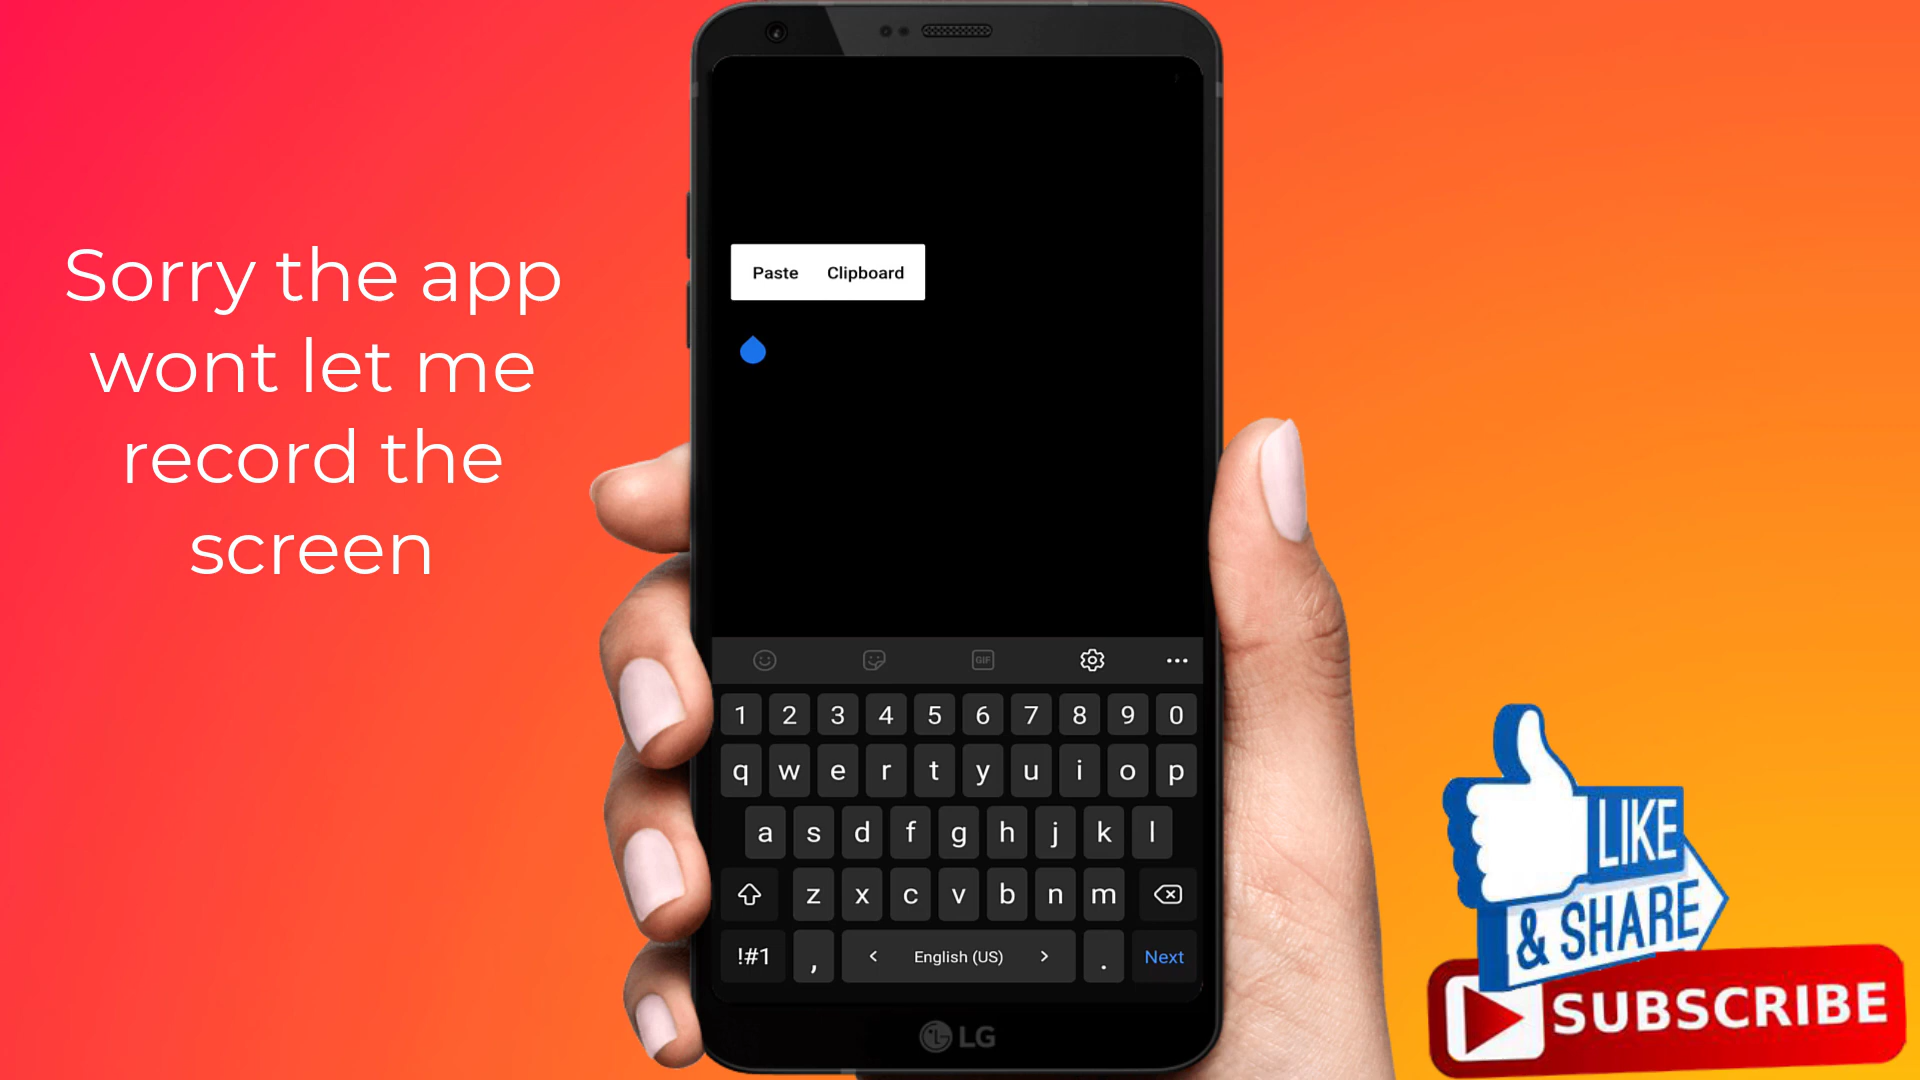 Sorry the app
wont let me
record the
screen
Paste Clipboard
GIF
1 2 3 4 5 6 7 8 9 0
q w e r t y u i o p
a s d f g h j k l
z x c v b n m
!#1 , < English (US) > . Next
LG
LIKE
& SHARE
SUBSCRIBE